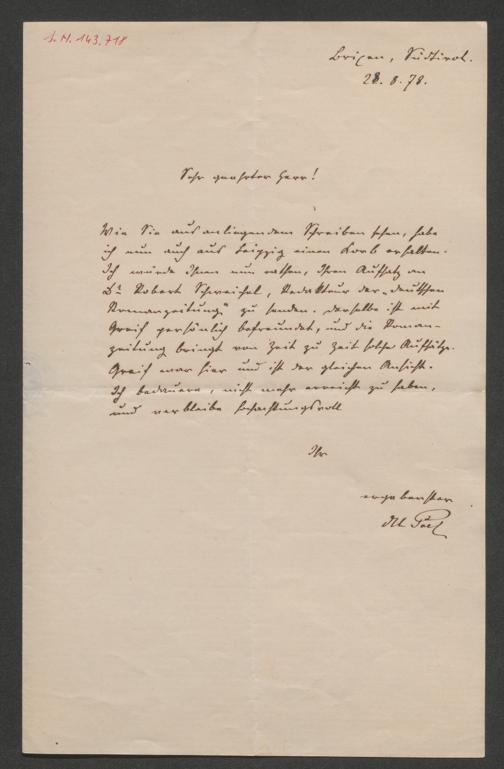 I.N. 143.718
Brixen, Südtirol.
28. 8. 78.
Sehr geehrter Herr!
Wie Sie aus anliegendem Schreiben sehen, habe
ich nun auch aus Leipzig einen Korb erhalten.
Ich würde Ihnen nun rathen, Ihren Aufsatz an
Dr. Robert Schweichel, Redakteur der „deutschen
Romanzeitung" zu senden. Derselbe ist mit
Greif persönlich befreundet, und die Roman-
zeitung bringt von Zeit zu Zeit solche Aufsätze.
Greif war hier und ist der gleichen Ansicht.
Ich bedauere, nicht mehr erreicht zu haben,
und verbleibe hochachtungsvoll
Ihr
ergebenster